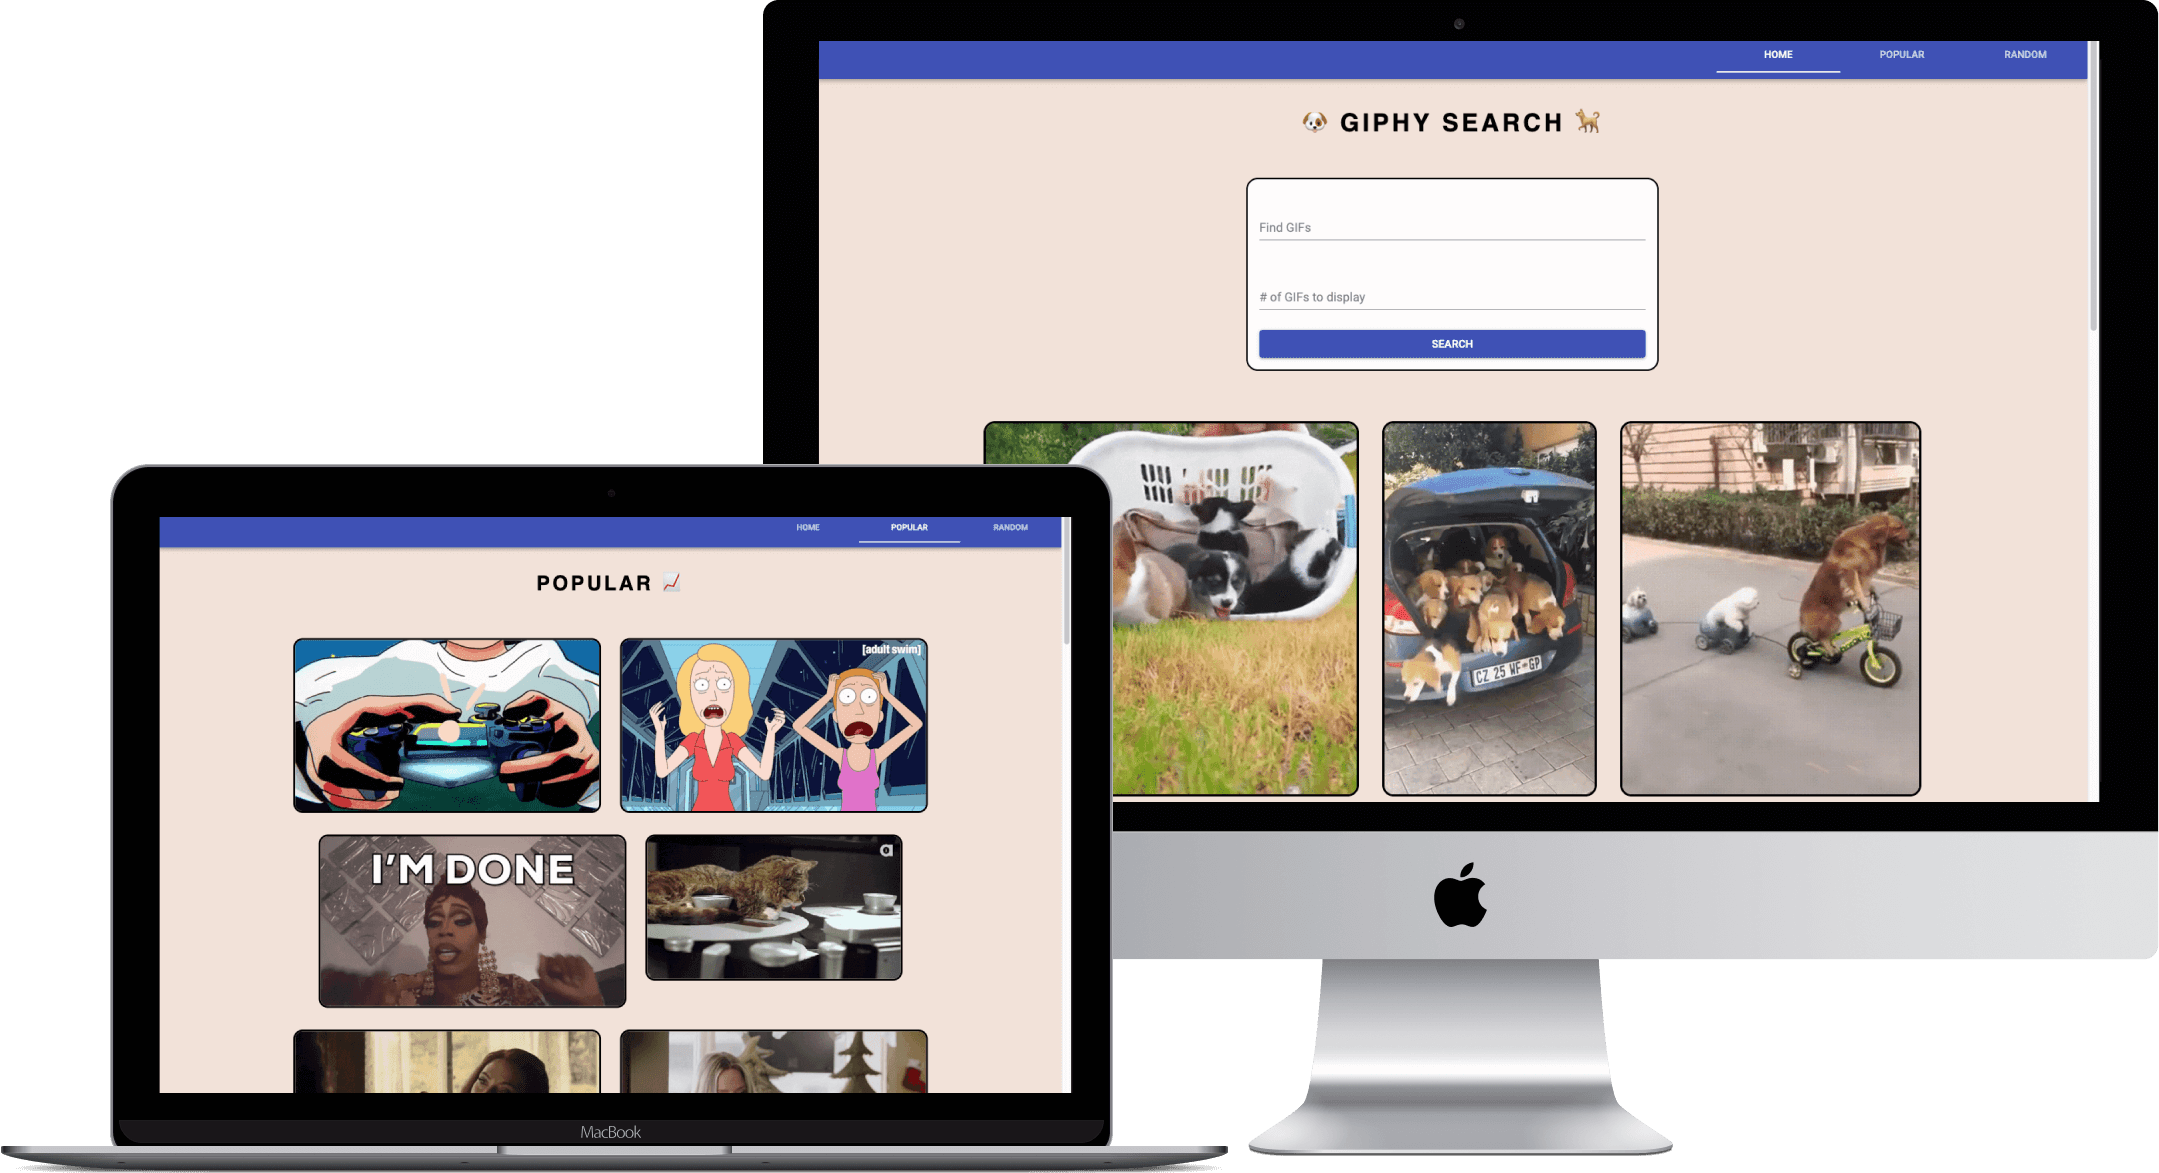 HOME POPULAR RANDOM
🐶 GIPHY SEARCH 🐕
Find GIFs
# of GIFs to display
SEARCH
CZ 25 WF GP
HOME POPULAR RANDOM
POPULAR 📈
[adult swim]
I'M DONE
a
MacBook